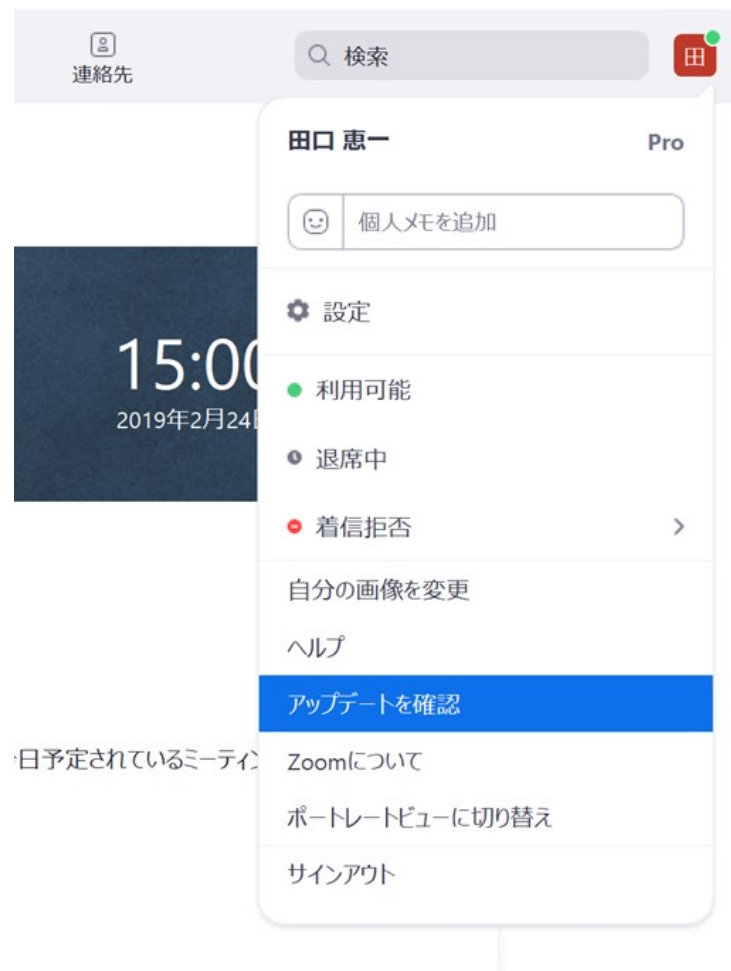 連絡先
検索
田
田口 恵一
Pro
個人メモを追加
設定
15:00
2019年2月24日
利用可能
退席中
着信拒否
自分の画像を変更
ヘルプ
アップデートを確認
日予定されているミーティン
Zoomについて
ポートレートビューに切り替え
サインアウト